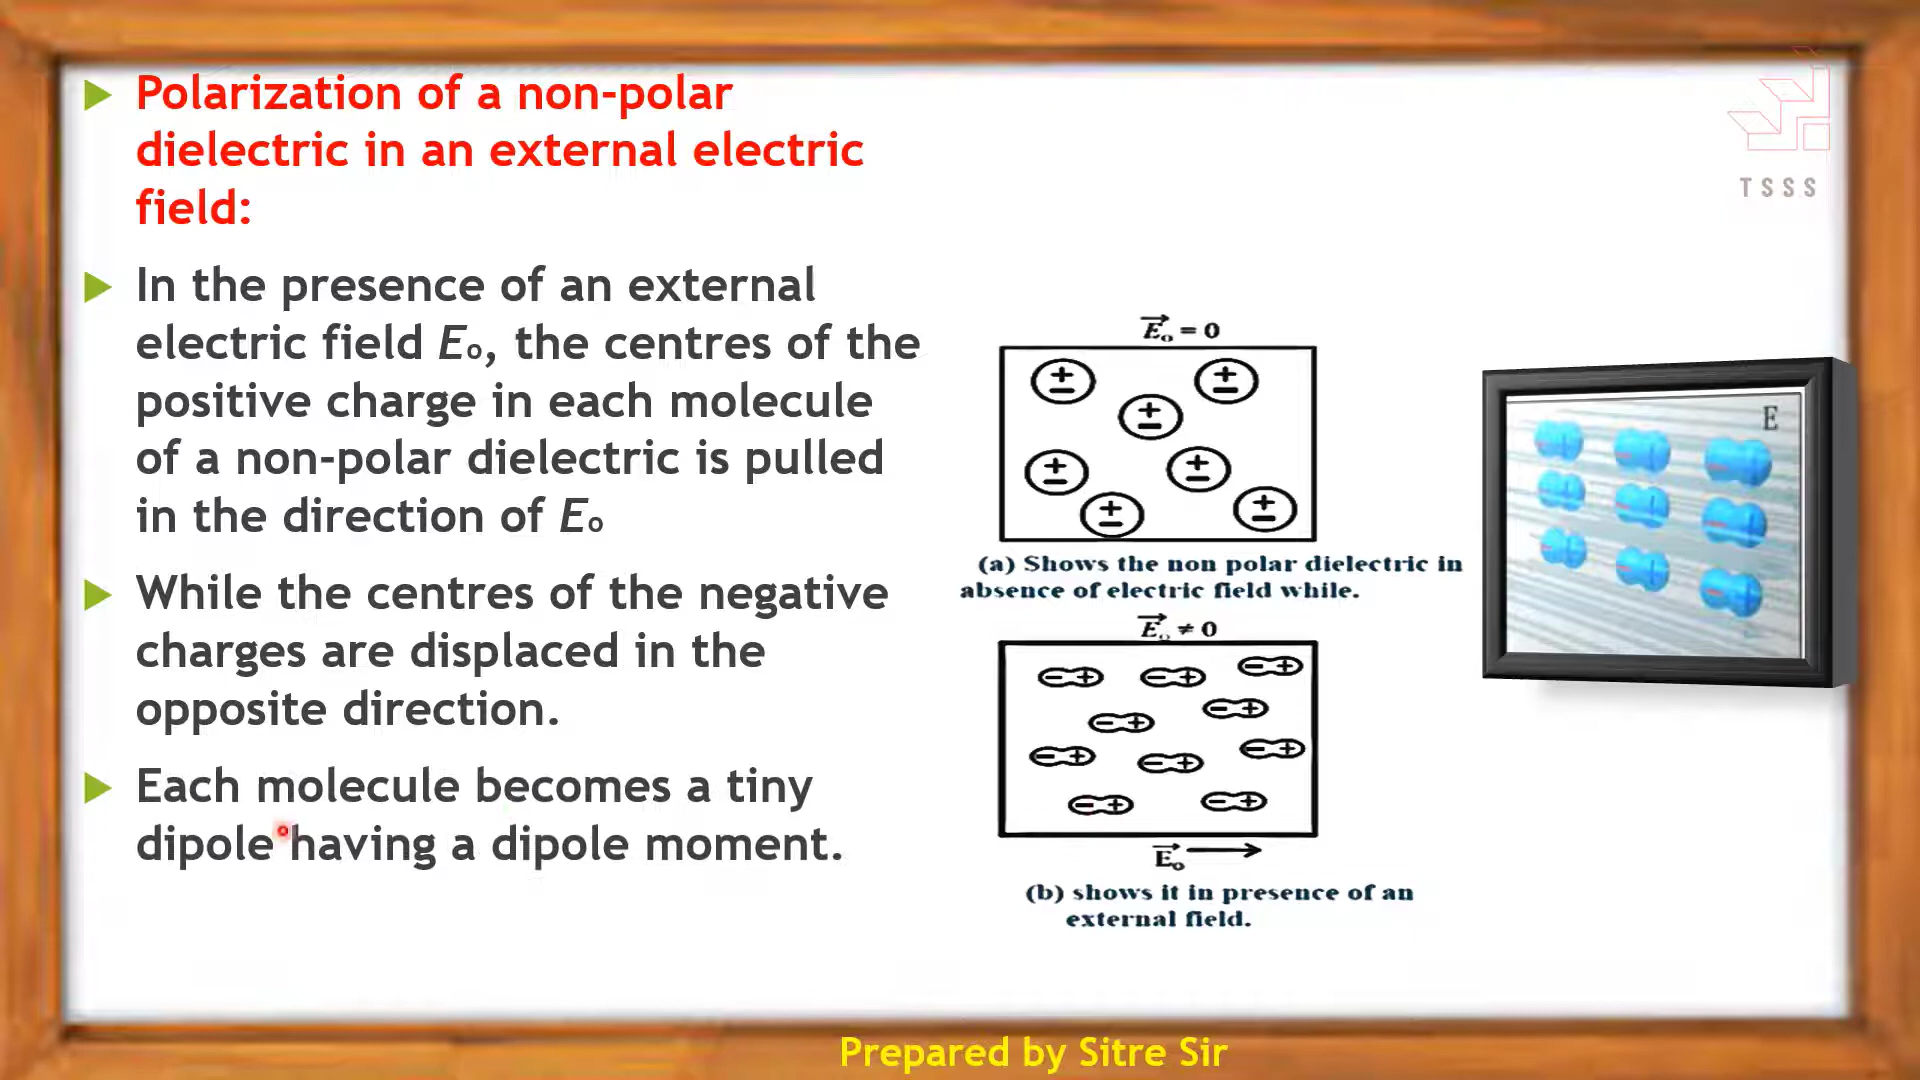 Polarization of a non-polar
dielectric in an external electric
field:
In the presence of an external
electric field Eo, the centres of the
positive charge in each molecule
of a non-polar dielectric is pulled
in the direction of Eo
While the centres of the negative
charges are displaced in the
opposite direction.
Each molecule becomes a tiny
dipole having a dipole moment.
TSSS
E⃗o = 0
+ + + + + + +
− − − − − − −
(a) Shows the non polar dielectric in
absence of electric field while.
E⃗o ≠ 0
− + − + − +
− + − +
− + − + − +
− + − +
E⃗o ⟶
(b) shows it in presence of an
external field.
E
Prepared by Sitre Sir